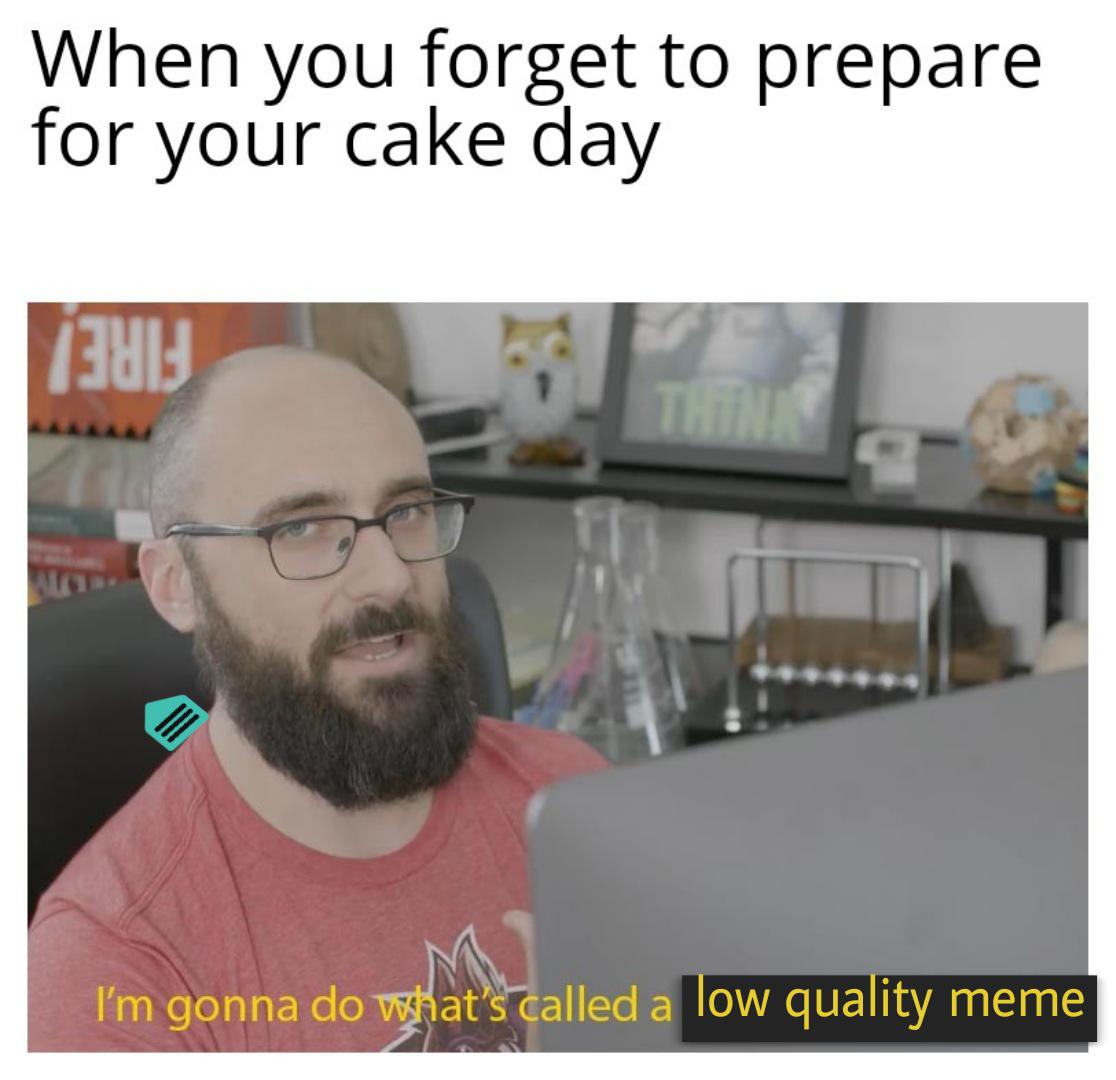 When you forget to prepare
for your cake day
FIRE!
THINK
I'm gonna do what's called a low quality meme